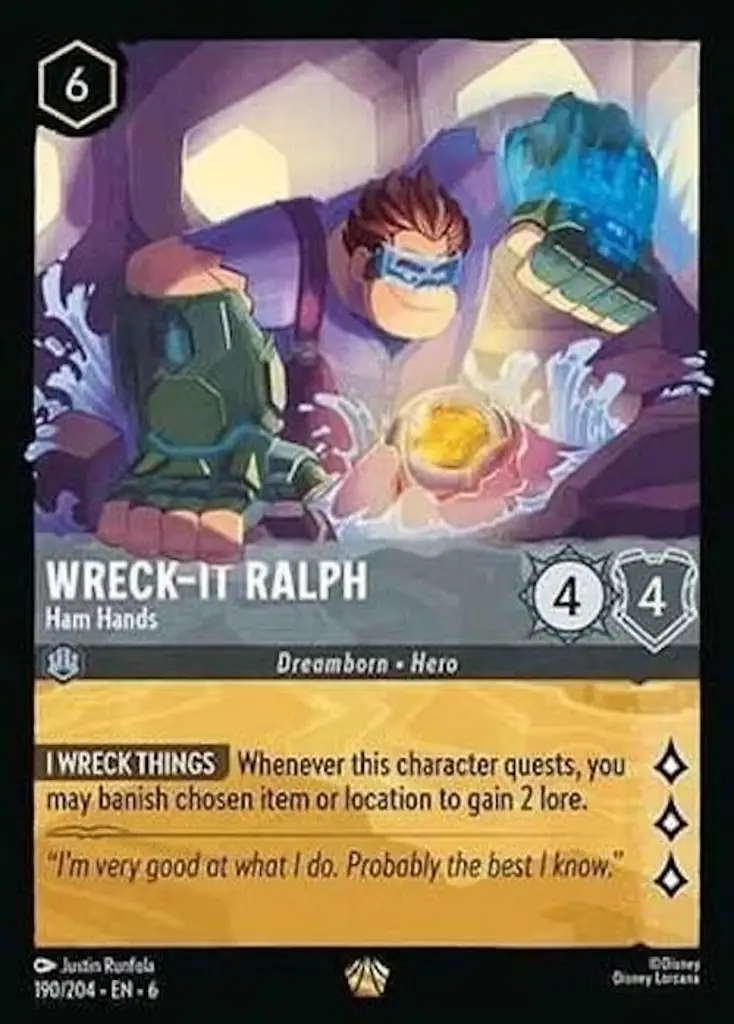 6
WRECK-IT RALPH
Ham Hands
4 4
Dreamborn • Hero
I WRECK THINGS Whenever this character quests, you
may banish chosen item or location to gain 2 lore.
"I'm very good at what I do. Probably the best I know."
Justin Runfola
190/204 • EN • 6
©Disney
Disney Lorcana